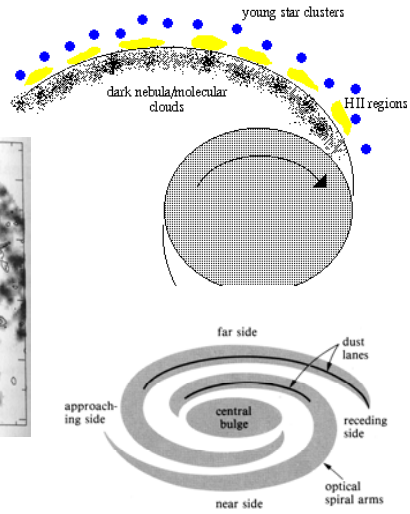 young star clusters
HII regions
dark nebula/molecular
clouds
far side
dust
lanes
approach-
ing side
central
bulge
receding
side
optical
spiral arms
near side